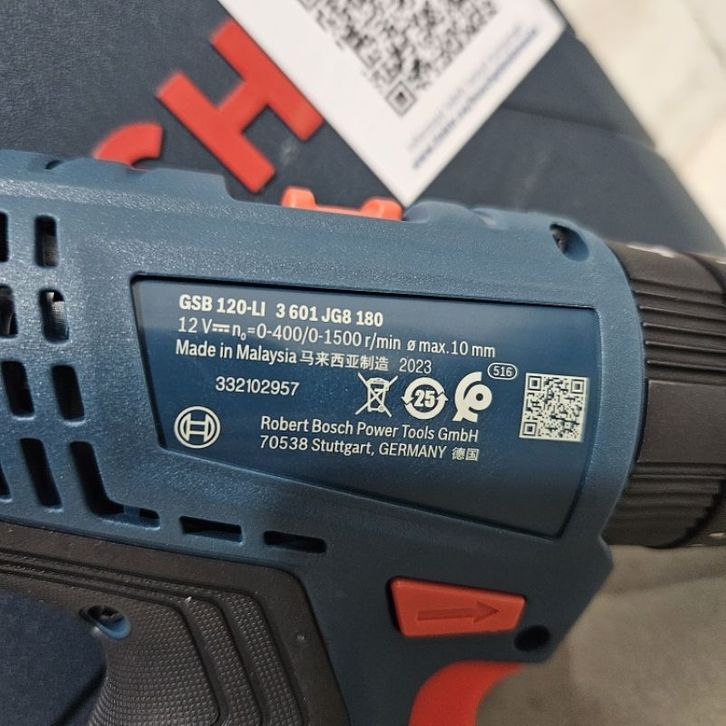 CH
GSB 120-LI 3 601 JG8 180
12 V⎓ n₀=0-400/0-1500 r/min ø max.10 mm
Made in Malaysia 马来西亚制造 2023
516
332102957
25
Robert Bosch Power Tools GmbH
70538 Stuttgart, GERMANY 德国